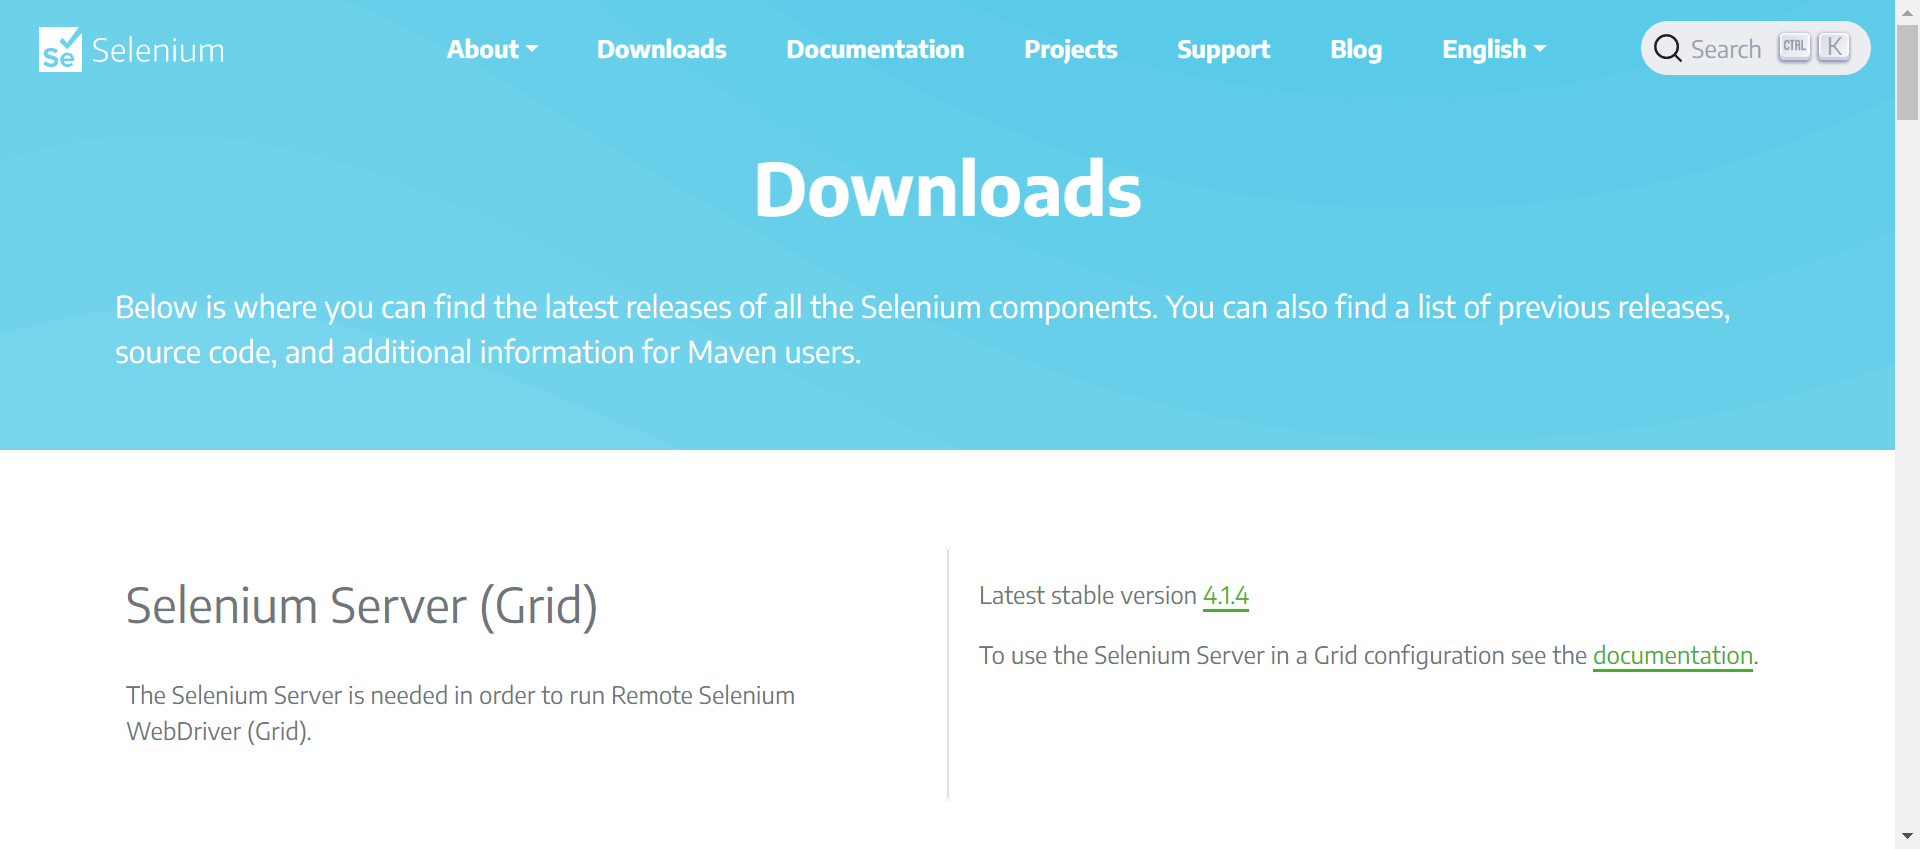 Se Selenium
About Downloads Documentation Projects Support Blog English
Search CTRL K
Downloads
Below is where you can find the latest releases of all the Selenium components. You can also find a list of previous releases,
source code, and additional information for Maven users.
Selenium Server (Grid)
The Selenium Server is needed in order to run Remote Selenium
WebDriver (Grid).
Latest stable version 4.1.4
To use the Selenium Server in a Grid configuration see the documentation.